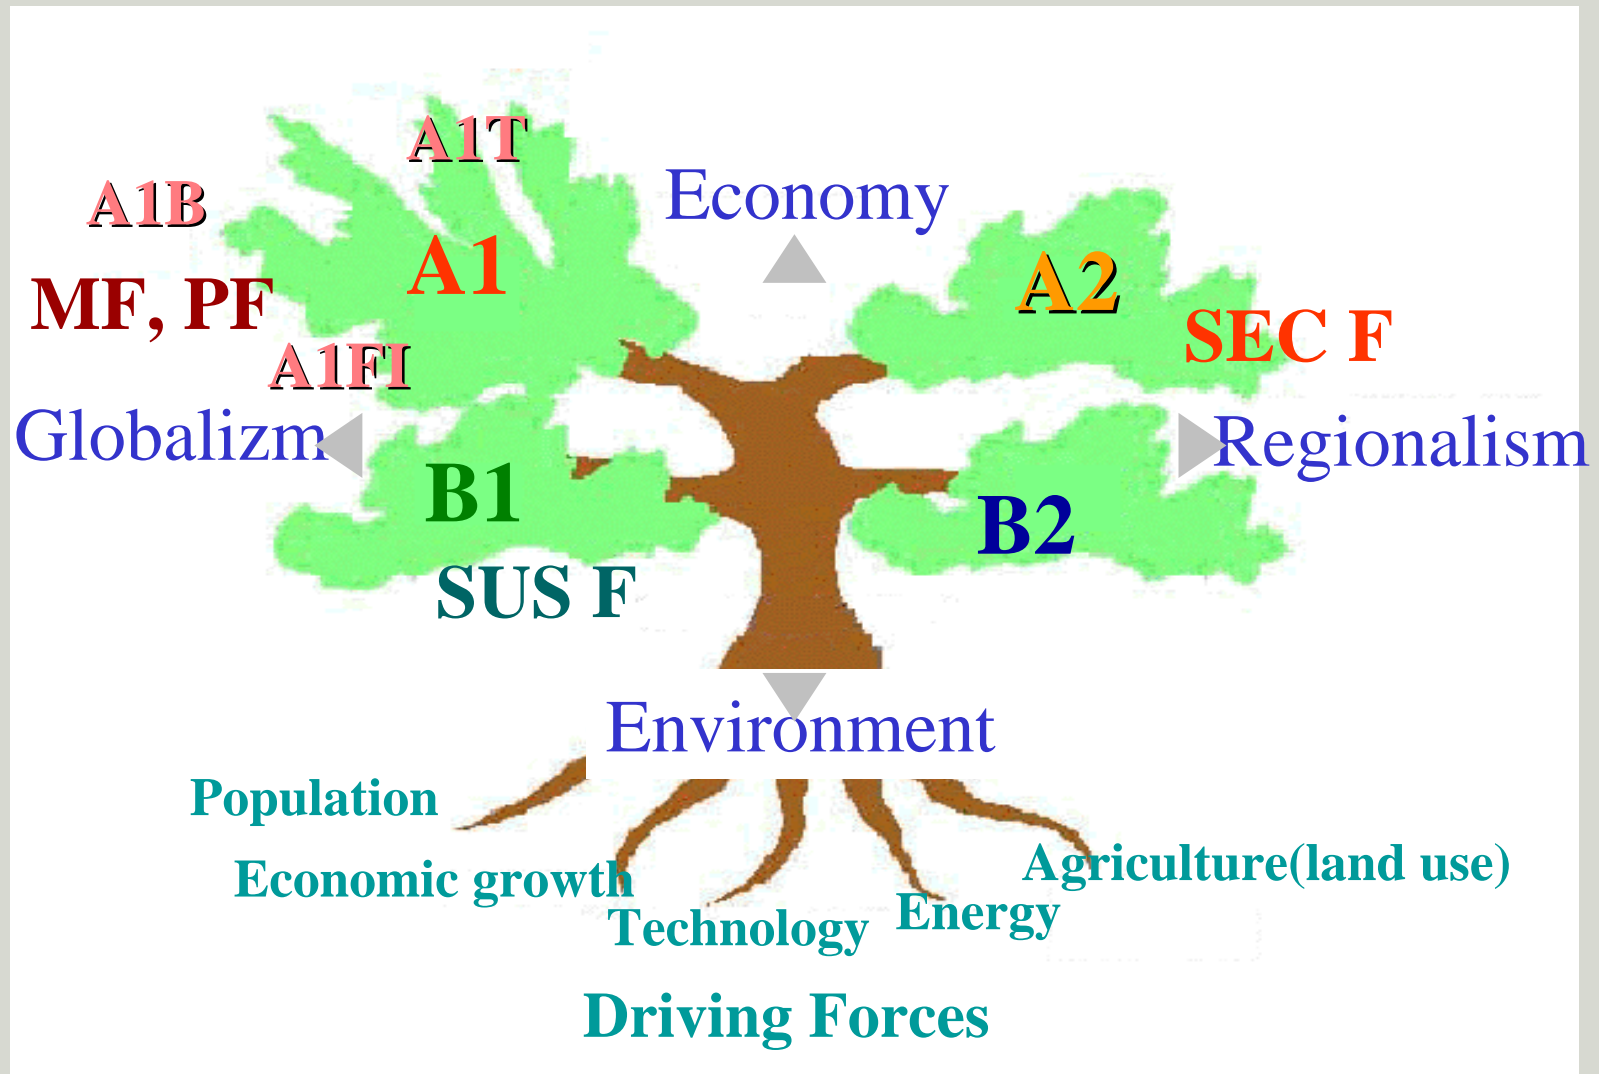 A1T
Economy
A1B
A1
A2
MF, PF
SEC F
A1FI
Globalizm
Regionalism
B1
B2
SUS F
Environment
Population
Economic growth
Agriculture(land use)
Technology
Energy
Driving Forces